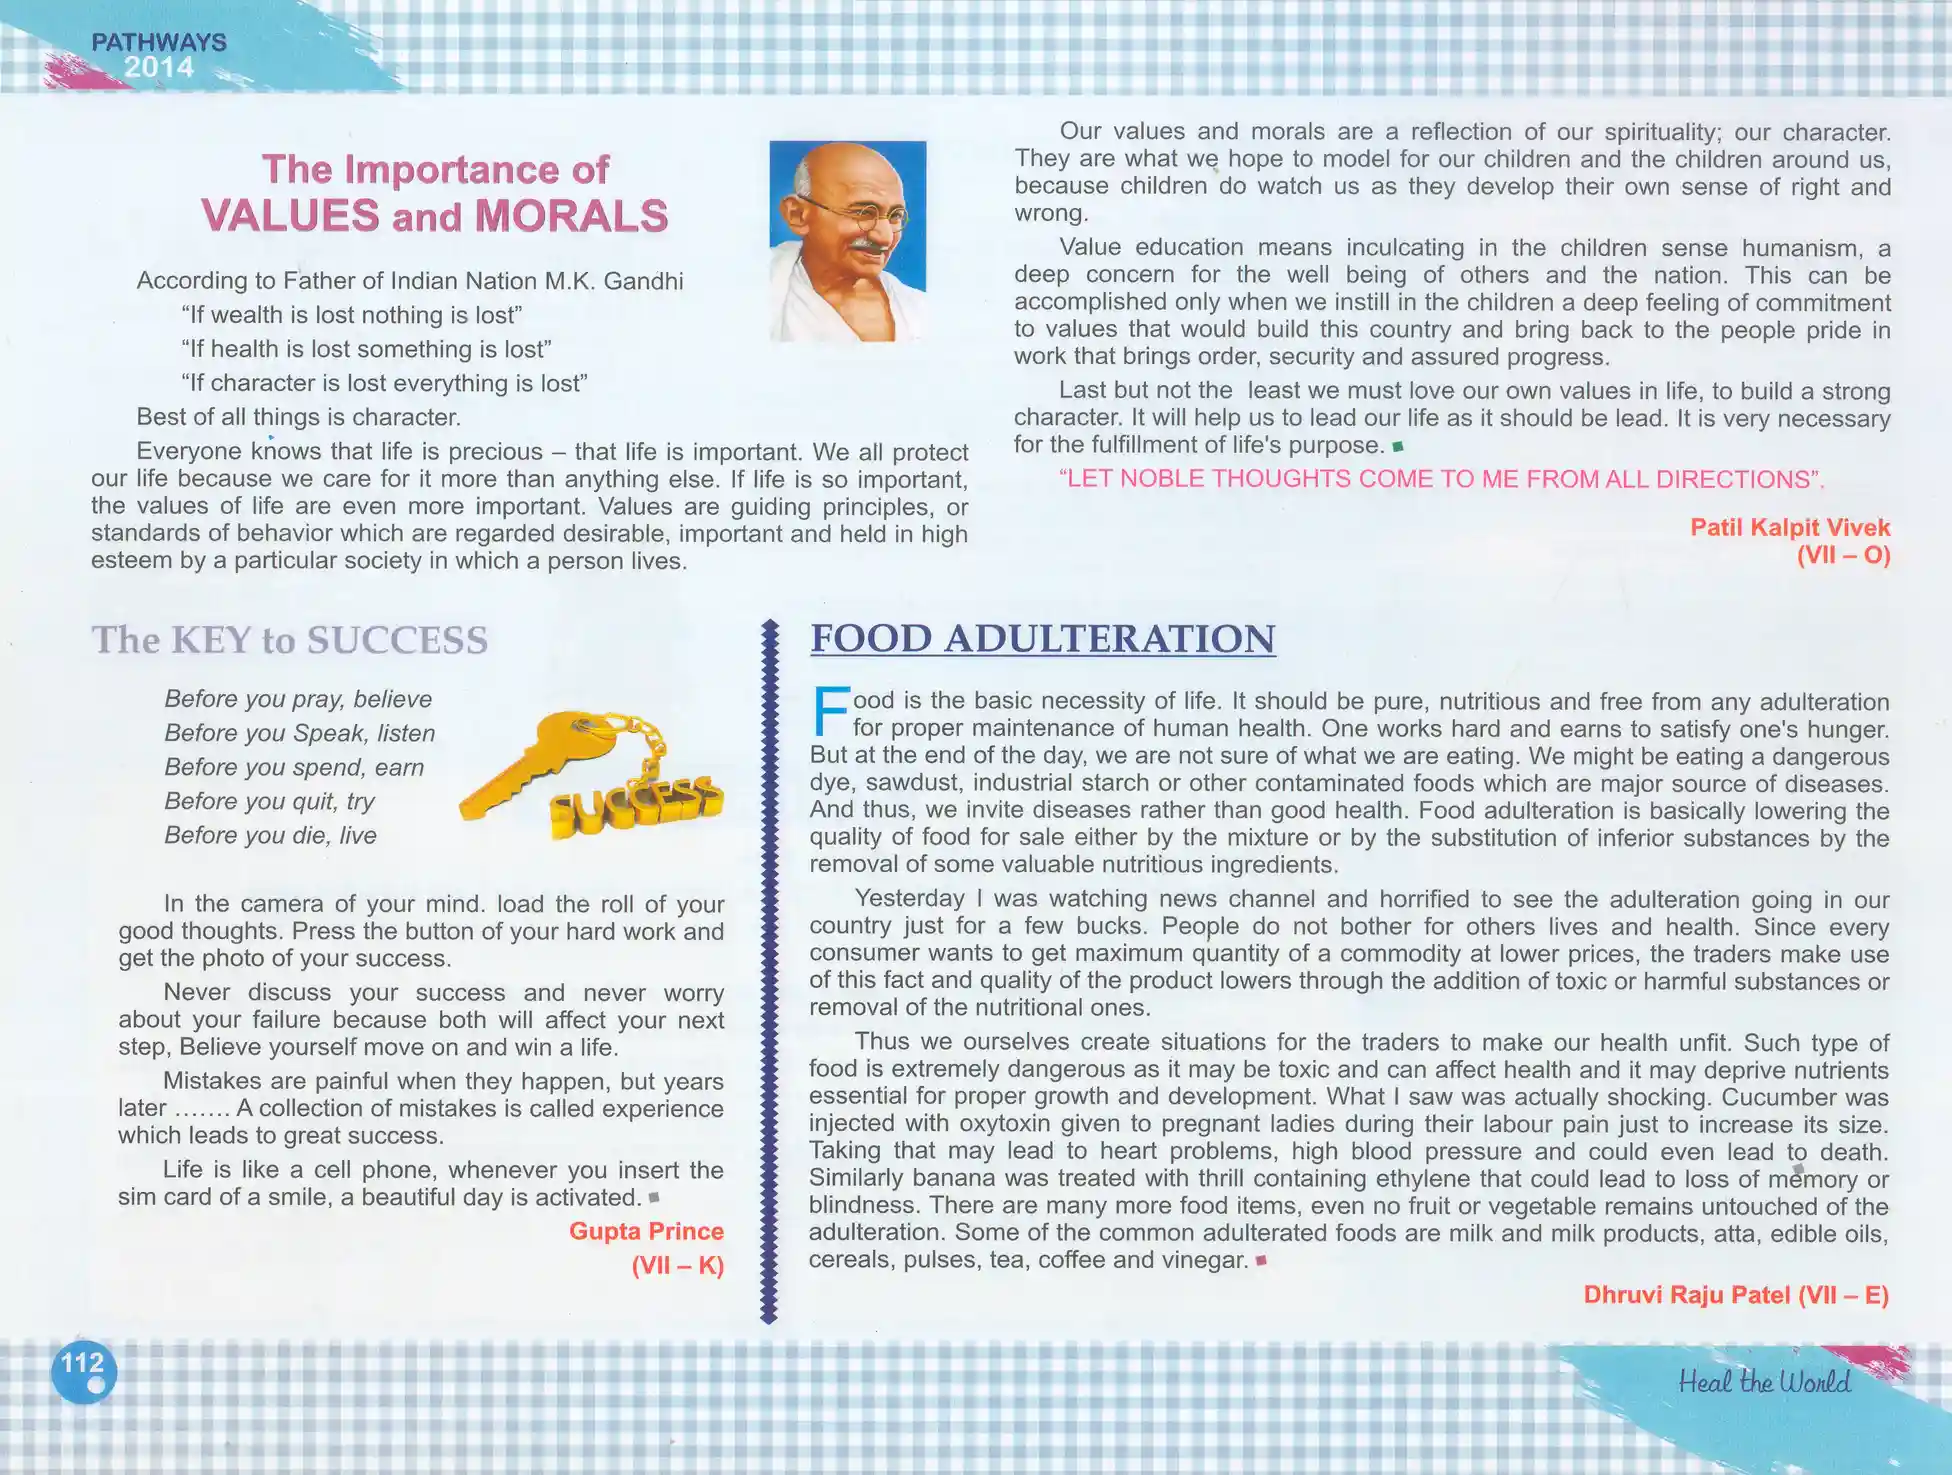 PATHWAYS
2014
The Importance of
VALUES and MORALS
According to Father of Indian Nation M.K. Gandhi
“If wealth is lost nothing is lost”
“If health is lost something is lost”
“If character is lost everything is lost”
Best of all things is character.
Everyone knows that life is precious – that life is important. We all protect
our life because we care for it more than anything else. If life is so important,
the values of life are even more important. Values are guiding principles, or
standards of behavior which are regarded desirable, important and held in high
esteem by a particular society in which a person lives.
Our values and morals are a reflection of our spirituality; our character.
They are what we hope to model for our children and the children around us,
because children do watch us as they develop their own sense of right and
wrong.
Value education means inculcating in the children sense humanism, a
deep concern for the well being of others and the nation. This can be
accomplished only when we instill in the children a deep feeling of commitment
to values that would build this country and bring back to the people pride in
work that brings order, security and assured progress.
Last but not the least we must love our own values in life, to build a strong
character. It will help us to lead our life as it should be lead. It is very necessary
for the fulfillment of life's purpose.
“LET NOBLE THOUGHTS COME TO ME FROM ALL DIRECTIONS”.
Patil Kalpit Vivek
(VII – O)
The KEY to SUCCESS
Before you pray, believe
Before you Speak, listen
Before you spend, earn
Before you quit, try
Before you die, live
SUCCESS
In the camera of your mind. load the roll of your
good thoughts. Press the button of your hard work and
get the photo of your success.
Never discuss your success and never worry
about your failure because both will affect your next
step, Believe yourself move on and win a life.
Mistakes are painful when they happen, but years
later ....... A collection of mistakes is called experience
which leads to great success.
Life is like a cell phone, whenever you insert the
sim card of a smile, a beautiful day is activated.
Gupta Prince
(VII – K)
FOOD ADULTERATION
Food is the basic necessity of life. It should be pure, nutritious and free from any adulteration
for proper maintenance of human health. One works hard and earns to satisfy one's hunger.
But at the end of the day, we are not sure of what we are eating. We might be eating a dangerous
dye, sawdust, industrial starch or other contaminated foods which are major source of diseases.
And thus, we invite diseases rather than good health. Food adulteration is basically lowering the
quality of food for sale either by the mixture or by the substitution of inferior substances by the
removal of some valuable nutritious ingredients.
Yesterday I was watching news channel and horrified to see the adulteration going in our
country just for a few bucks. People do not bother for others lives and health. Since every
consumer wants to get maximum quantity of a commodity at lower prices, the traders make use
of this fact and quality of the product lowers through the addition of toxic or harmful substances or
removal of the nutritional ones.
Thus we ourselves create situations for the traders to make our health unfit. Such type of
food is extremely dangerous as it may be toxic and can affect health and it may deprive nutrients
essential for proper growth and development. What I saw was actually shocking. Cucumber was
injected with oxytoxin given to pregnant ladies during their labour pain just to increase its size.
Taking that may lead to heart problems, high blood pressure and could even lead to death.
Similarly banana was treated with thrill containing ethylene that could lead to loss of memory or
blindness. There are many more food items, even no fruit or vegetable remains untouched of the
adulteration. Some of the common adulterated foods are milk and milk products, atta, edible oils,
cereals, pulses, tea, coffee and vinegar.
Dhruvi Raju Patel (VII – E)
112
Heal the World